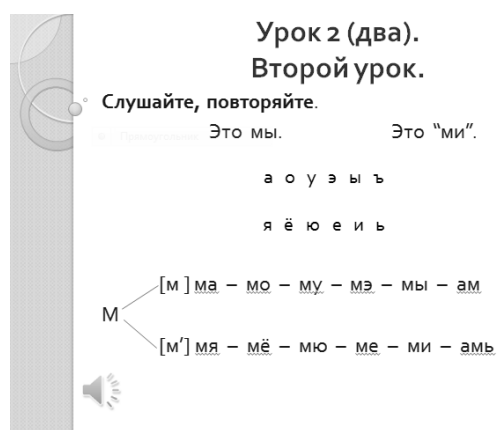 Урок 2 (два).
Второй урок.
Слушайте, повторяйте.
Это мы. Это “ми”.
а о у э ы ъ
я ё ю е и ь
[м ] ма – мо – му – мэ – мы – ам
М
[м′] мя – мё – мю – ме – ми – амь